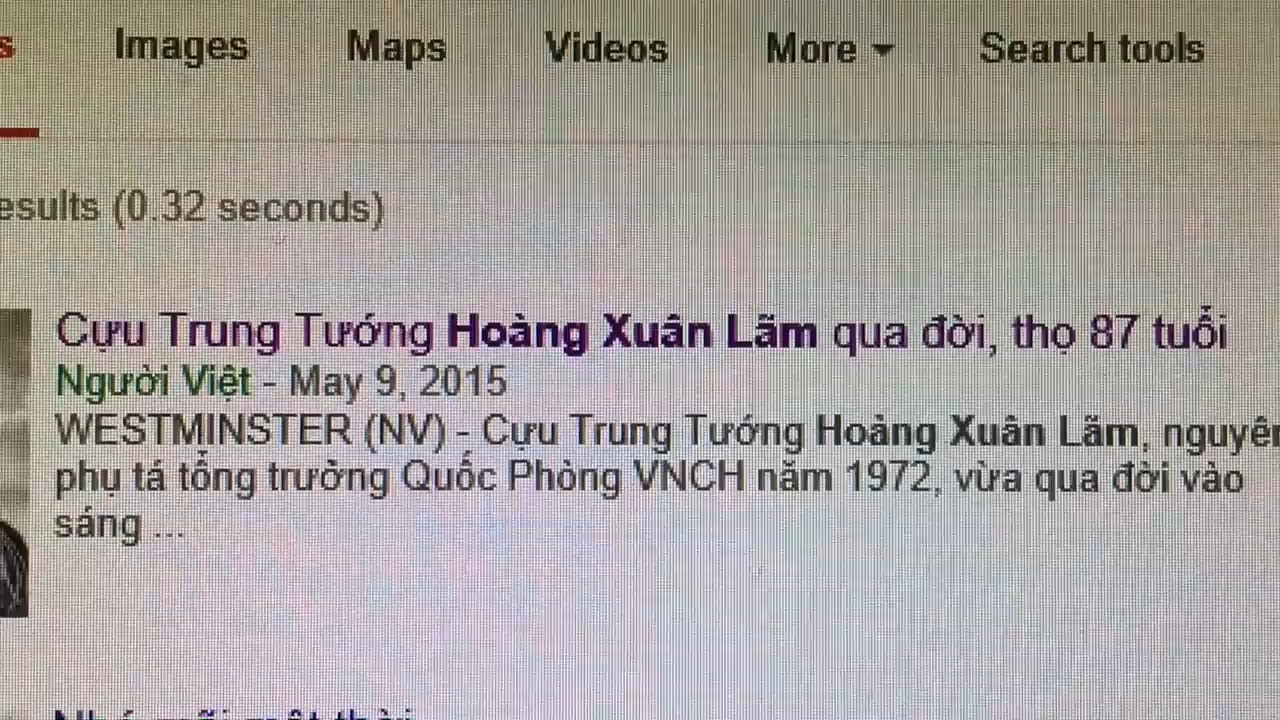 Images Maps Videos More Search tools
(0.32 seconds)
Cựu Trung Tướng Hoàng Xuân Lãm qua đời, thọ 87 tuổi
Người Việt - May 9, 2015
WESTMINSTER (NV) - Cựu Trung Tướng Hoàng Xuân Lãm, nguyên
phụ tá tổng trưởng Quốc Phòng VNCH năm 1972, vừa qua đời vào
sáng ...